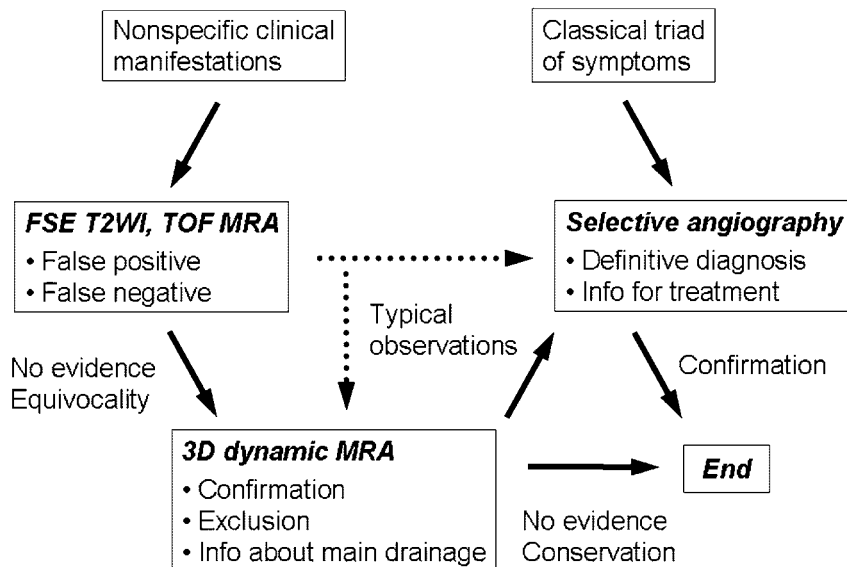 Nonspecific clinical
manifestations
Classical triad
of symptoms
FSE T2WI, TOF MRA
• False positive
• False negative
Selective angiography
• Definitive diagnosis
• Info for treatment
Typical
observations
No evidence
Equivocality
Confirmation
3D dynamic MRA
• Confirmation
• Exclusion
• Info about main drainage
End
No evidence
Conservation